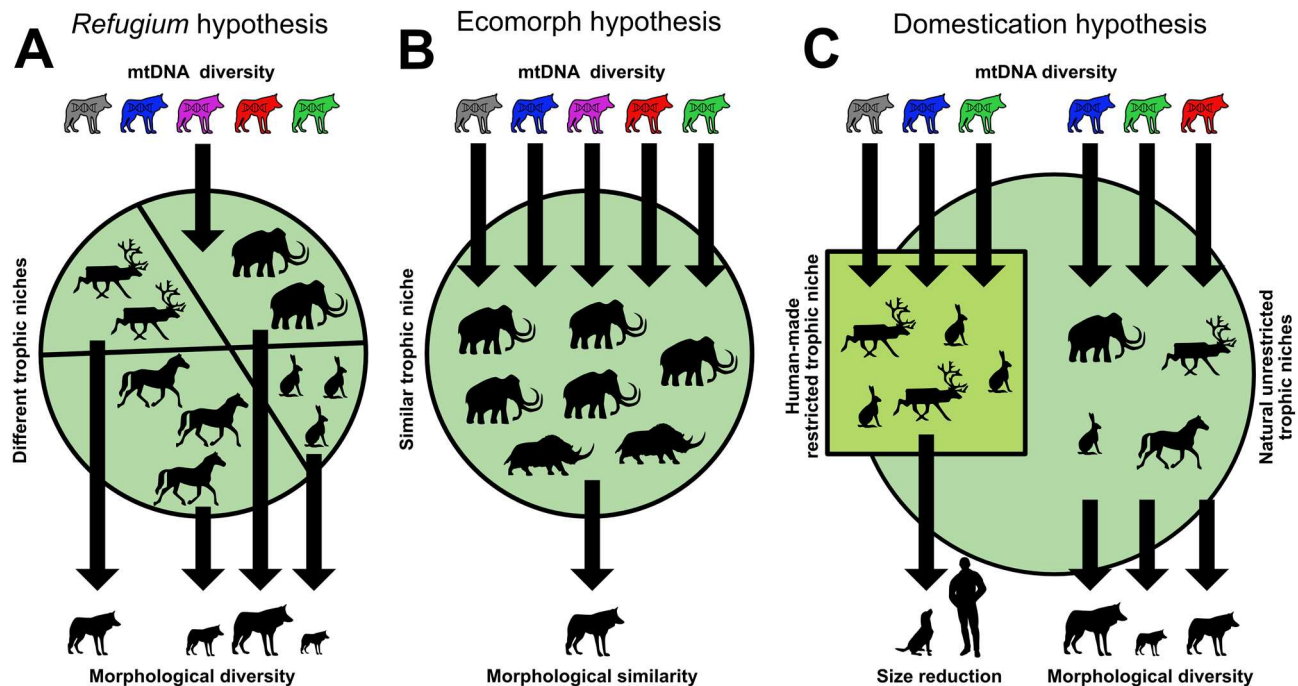 A
Refugium hypothesis
mtDNA diversity
Different trophic niches
Morphological diversity
B
Ecomorph hypothesis
mtDNA diversity
Similar trophic niche
Morphological similarity
C
Domestication hypothesis
mtDNA diversity
Human-made
restricted trophic niche
Natural unrestricted
trophic niches
Size reduction
Morphological diversity